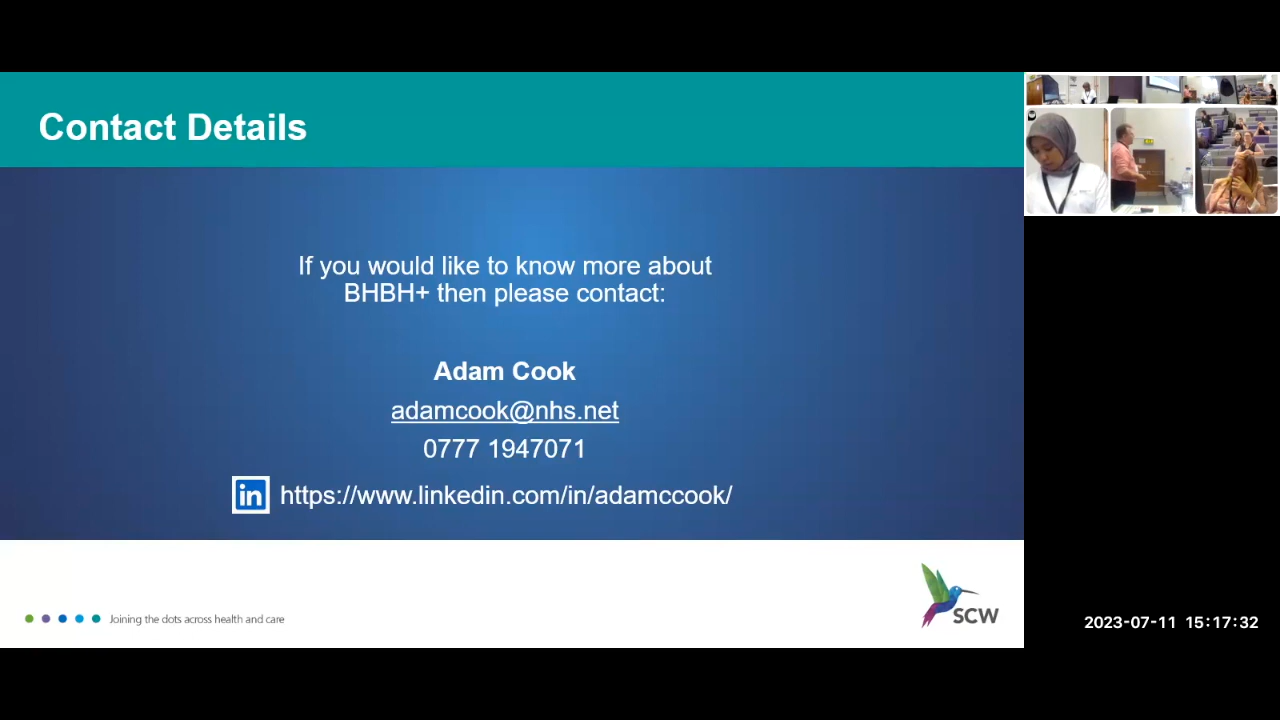 Contact Details
If you would like to know more about
BHBH+ then please contact:
Adam Cook
adamcook@nhs.net
0777 1947071
in https://www.linkedin.com/in/adamccook/
Joining the dots across health and care
SCW
2023-07-11 15:17:32